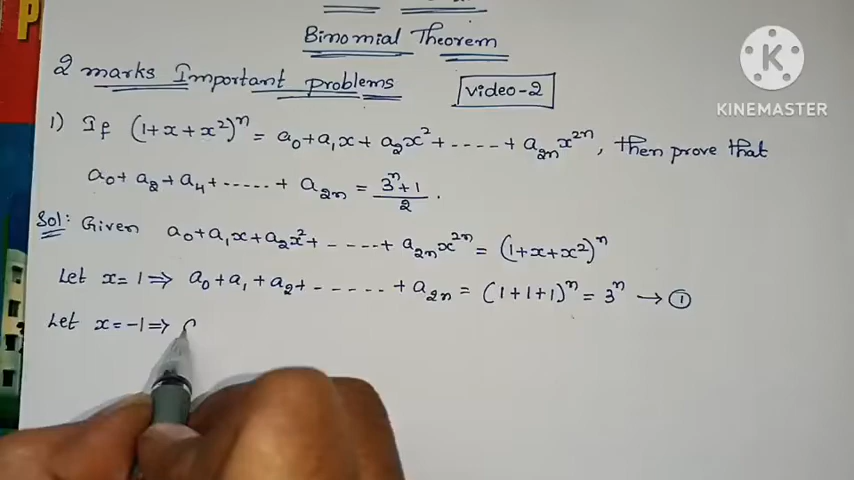 Binomial Theorem
2 marks Important problems
video-2
K
KINEMASTER
1) If (1+x+x²)ⁿ = a₀+a₁x+a₂x²+-----+a₂ₙx²ⁿ, then prove that
a₀+a₂+a₄+------+a₂ₙ = (3ⁿ+1)/2.
Sol: Given a₀+a₁x+a₂x²+-----+a₂ₙx²ⁿ = (1+x+x²)ⁿ
Let x=1 ⇒ a₀+a₁+a₂+------+a₂ₙ = (1+1+1)ⁿ = 3ⁿ → ①
Let x=-1 ⇒